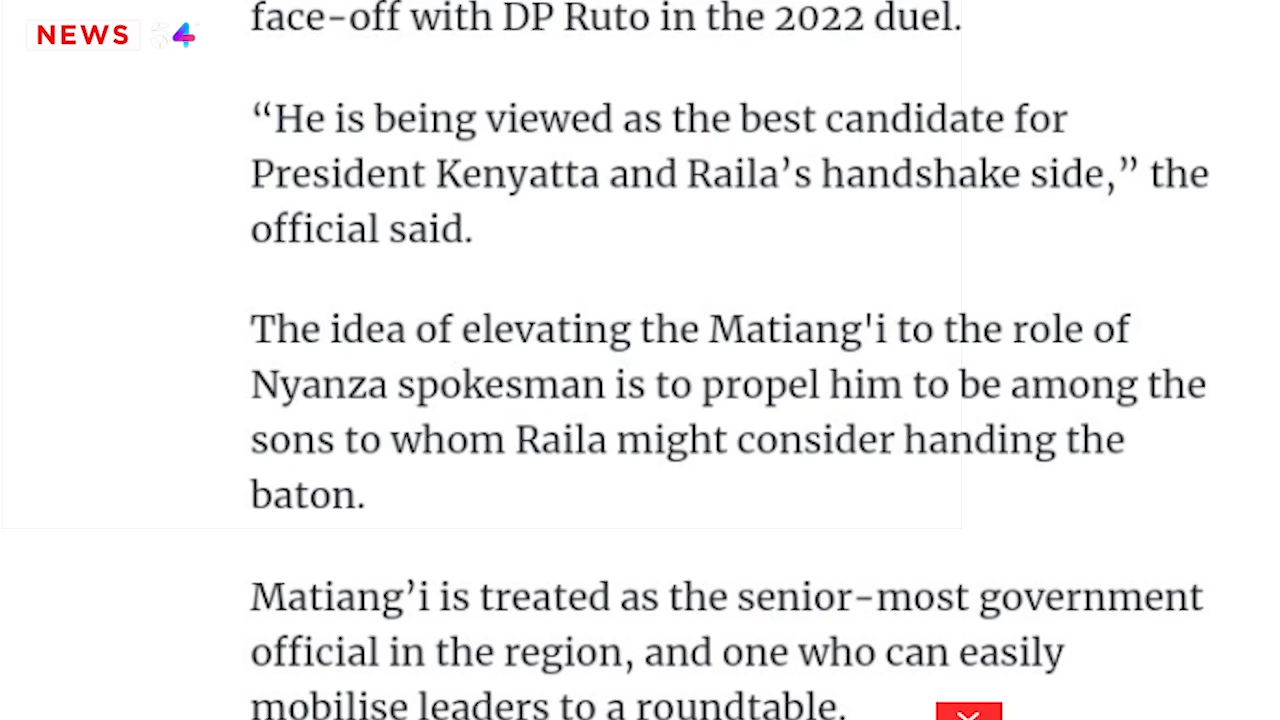 NEWS 54
face-off with DP Ruto in the 2022 duel.
“He is being viewed as the best candidate for
President Kenyatta and Raila’s handshake side,” the
official said.
The idea of elevating the Matiang'i to the role of
Nyanza spokesman is to propel him to be among the
sons to whom Raila might consider handing the
baton.
Matiang’i is treated as the senior-most government
official in the region, and one who can easily
mobilise leaders to a roundtable.